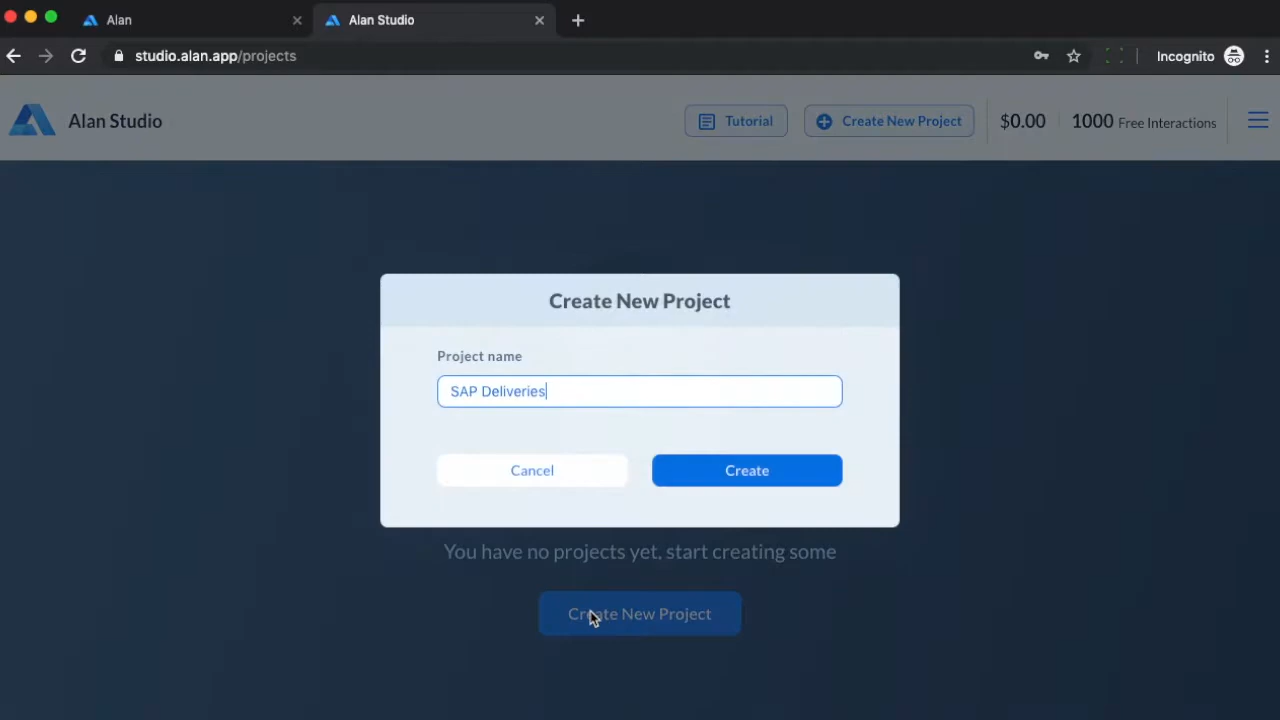 Alan
Alan Studio
studio.alan.app/projects
Incognito
Alan Studio
Tutorial
Create New Project
$0.00
1000 Free Interactions
Create New Project
Project name
SAP Deliveries
Cancel
Create
You have no projects yet, start creating some
Create New Project